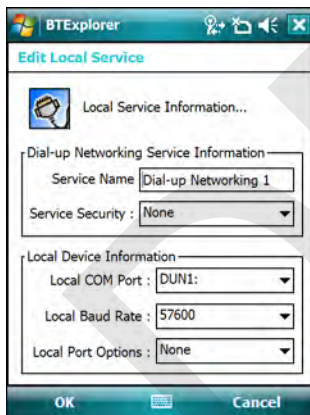 BTExplorer
Edit Local Service
Local Service Information...
Dial-up Networking Service Information
Service Name Dial-up Networking 1
Service Security : None
Local Device Information
Local COM Port : DUN1:
Local Baud Rate : 57600
Local Port Options : None
OK Cancel